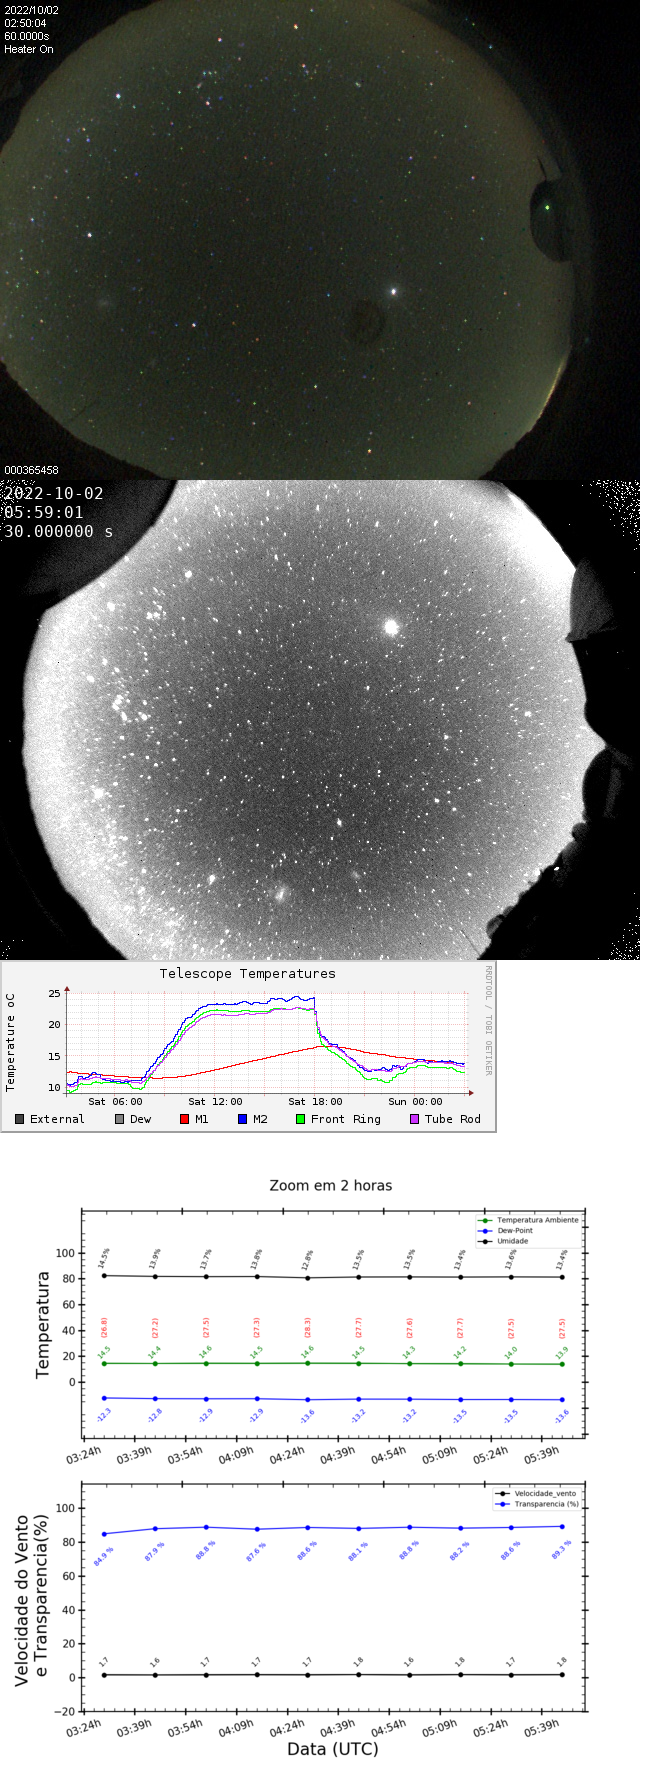 2022/10/02
02:50:04
60.0000s
Heater On
000365458
2022-10-02
05:59:01
30.000000 s
Telescope Temperatures
RRDTOOL / TOBI OETIKER
Temperature oC
25
20
15
10
Sat 06:00 Sat 12:00 Sat 18:00 Sun 00:00
External Dew M1 M2 Front Ring Tube Rod
Zoom em 2 horas
Temperatura Ambiente
Dew-Point
Umidade
Temperatura
100
80
60
40
20
0
14.5% 13.9% 13.7% 13.8% 12.8% 13.5% 13.5% 13.4% 13.6% 13.4%
(26.8) (27.2) (27.5) (27.3) (28.3) (27.7) (27.6) (27.7) (27.5) (27.5)
14.5 14.4 14.6 14.5 14.6 14.5 14.3 14.2 14.0 13.9
-12.3 -12.8 -12.9 -12.9 -13.6 -13.2 -13.2 -13.5 -13.5 -13.6
03:24h 03:39h 03:54h 04:09h 04:24h 04:39h 04:54h 05:09h 05:24h 05:39h
Velocidade_vento
Transparencia (%)
Velocidade do Vento
e Transparencia(%)
100
80
60
40
20
0
−20
84.9 % 87.9 % 88.8 % 87.6 % 88.6 % 88.1 % 88.8 % 88.2 % 88.6 % 89.3 %
1.7 1.6 1.7 1.7 1.7 1.8 1.6 1.8 1.7 1.8
03:24h 03:39h 03:54h 04:09h 04:24h 04:39h 04:54h 05:09h 05:24h 05:39h
Data (UTC)